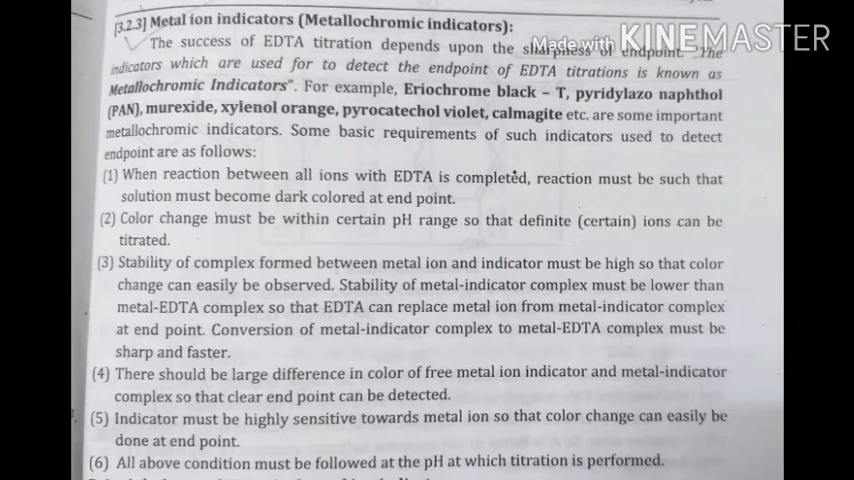 [3.2.3] Metal ion indicators (Metallochromic indicators):
The success of EDTA titration depends upon the sharpness of endpoint. The
indicators which are used for to detect the endpoint of EDTA titrations is known as
Metallochromic Indicators". For example, Eriochrome black – T, pyridylazo naphthol
(PAN), murexide, xylenol orange, pyrocatechol violet, calmagite etc. are some important
metallochromic indicators. Some basic requirements of such indicators used to detect
endpoint are as follows:
(1) When reaction between all ions with EDTA is completed, reaction must be such that
solution must become dark colored at end point.
(2) Color change must be within certain pH range so that definite (certain) ions can be
titrated.
(3) Stability of complex formed between metal ion and indicator must be high so that color
change can easily be observed. Stability of metal-indicator complex must be lower than
metal-EDTA complex so that EDTA can replace metal ion from metal-indicator complex
at end point. Conversion of metal-indicator complex to metal-EDTA complex must be
sharp and faster.
(4) There should be large difference in color of free metal ion indicator and metal-indicator
complex so that clear end point can be detected.
(5) Indicator must be highly sensitive towards metal ion so that color change can easily be
done at end point.
(6) All above condition must be followed at the pH at which titration is performed.
Made with KINEMASTER